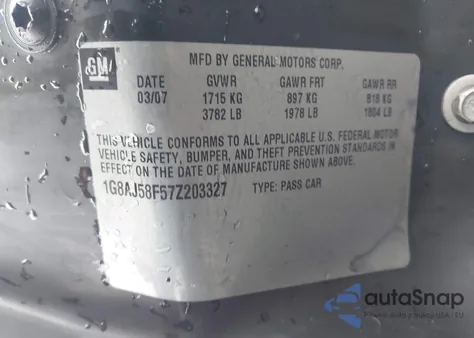 GM
MFD BY GENERAL MOTORS CORP.
DATE GVWR GAWR FRT GAWR RR
03/07 1715 KG 897 KG 818 KG
3782 LB 1978 LB 1804 LB
THIS VEHICLE CONFORMS TO ALL APPLICABLE U.S. FEDERAL MOTOR
VEHICLE SAFETY, BUMPER, AND THEFT PREVENTION STANDARDS IN
EFFECT ON THE DATE OF MANUFACTURE SHOWN ABOVE.
1G8AJ58F57Z203327 TYPE: PASS CAR
autoSnap